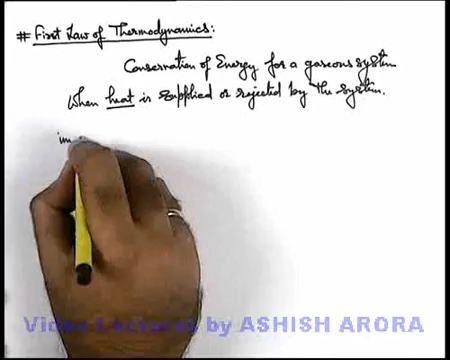 # First Law of Thermodynamics:
Conservation of Energy for a gaseous system
When heat is supplied or rejected by the system.
im
Video Lectures by ASHISH ARORA